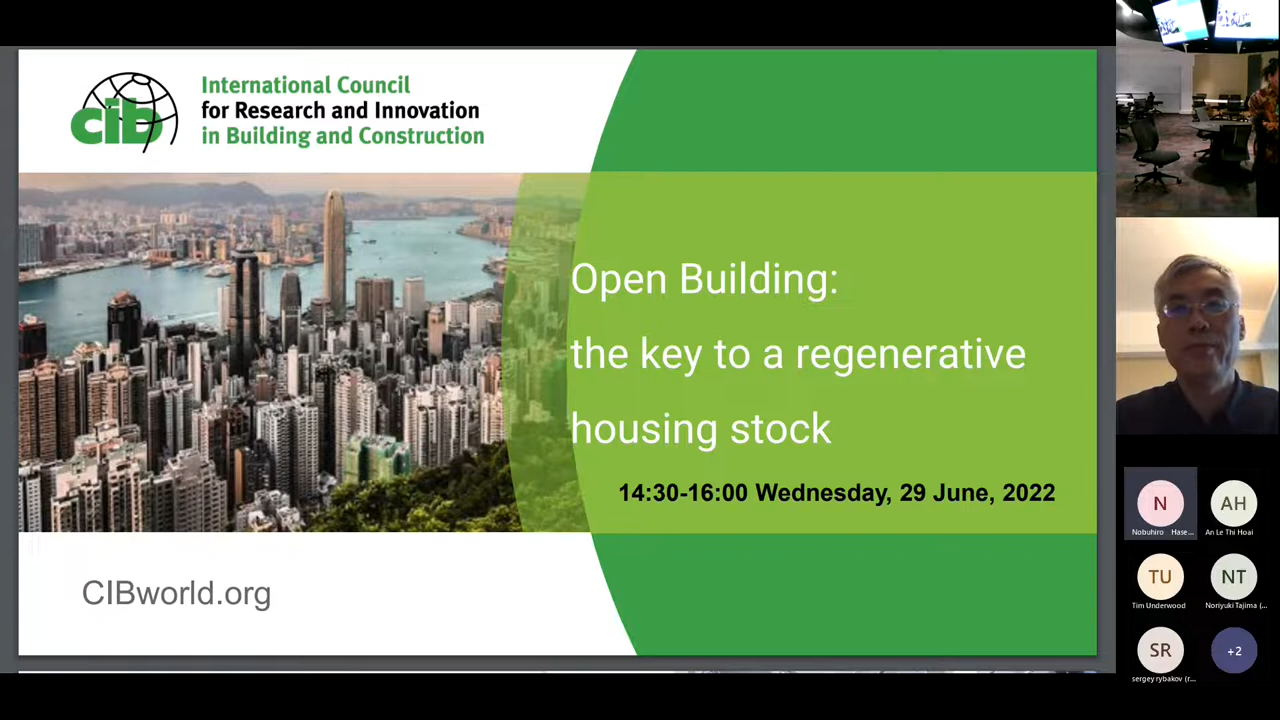 cib
International Council
for Research and Innovation
in Building and Construction
Open Building:
the key to a regenerative
housing stock
14:30-16:00 Wednesday, 29 June, 2022
CIBworld.org
N
Nobuhiro Hase...
AH
An Le Thi Hoai
TU
Tim Underwood
NT
Noriyuki Tajima (...
SR
sergey rybakov (r...
+2